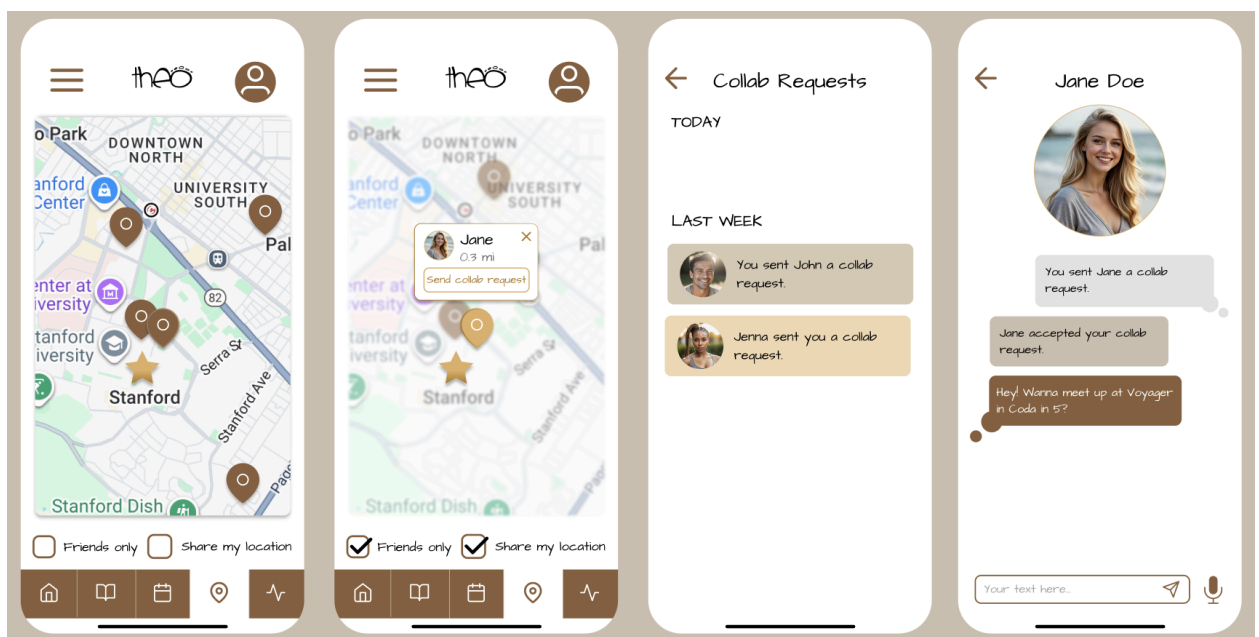 theo
o Park
DOWNTOWN
NORTH
anford
Center
UNIVERSITY
SOUTH
Pal
enter at
iversity
82
tanford
iversity
Serra St
Stanford
Stanford Ave
Page
Stanford Dish
Friends only
Share my location
theo
o Park
DOWNTOWN
NORTH
anford
Center
UNIVERSITY
SOUTH
Jane
0.3 mi
Send collab request
Pal
enter at
iversity
tanford
iversity
Serra St
Stanford
Stanford Ave
Stanford Dish
Friends only
Share my location
Collab Requests
TODAY
LAST WEEK
You sent John a collab
request.
Jenna sent you a collab
request.
Jane Doe
You sent Jane a collab
request.
Jane accepted your collab
request.
Hey! Wanna meet up at Voyager
in Coda in 5?
Your text here...